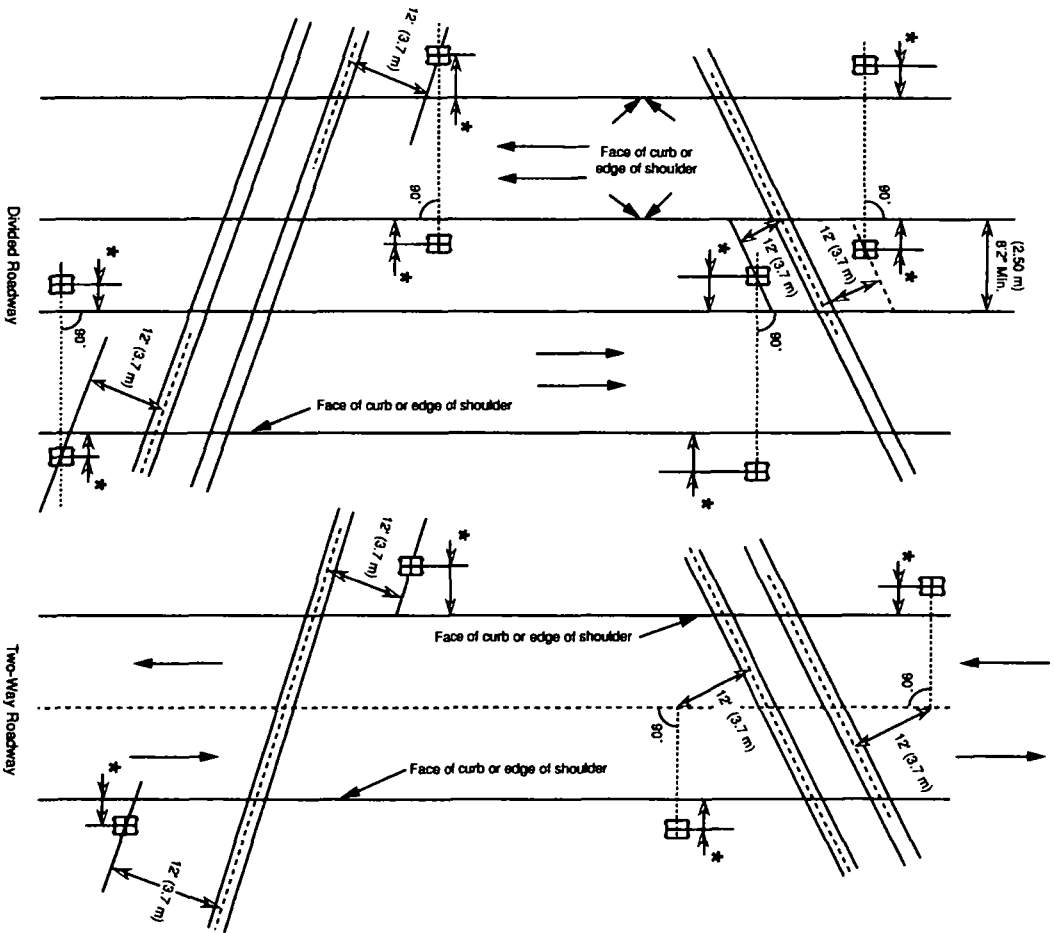 12' (3.7 m)
*
*
*
*
Face of curb or
edge of shoulder
90°
90°
*
*
12' (3.7 m)
12' (3.7 m)
*
(2.50 m)
8'2" Min.
*
90°
90°
12' (3.7 m)
Face of curb or edge of shoulder
*
*
Divided Roadway
12' (3.7 m)
*
*
Face of curb or edge of shoulder
90°
12' (3.7 m)
90°
12' (3.7 m)
Face of curb or edge of shoulder
*
*
12' (3.7 m)
Two-Way Roadway